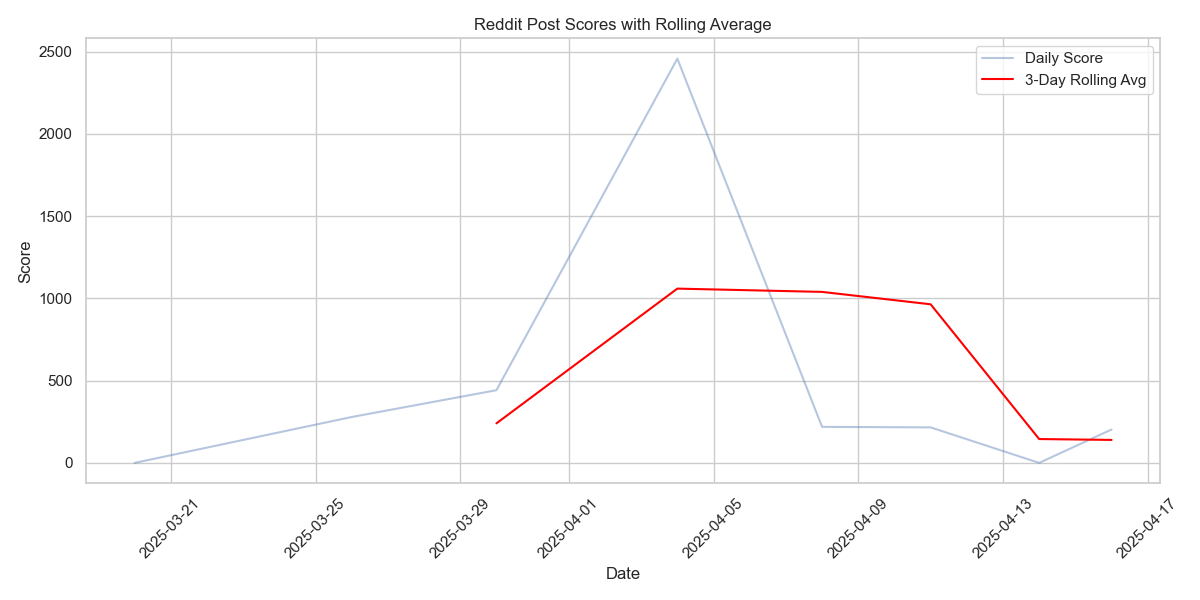 Reddit Post Scores with Rolling Average
Daily Score
3-Day Rolling Avg
Score
2500
2000
1500
1000
500
0
2025-03-21
2025-03-25
2025-03-29
2025-04-01
2025-04-05
2025-04-09
2025-04-13
2025-04-17
Date